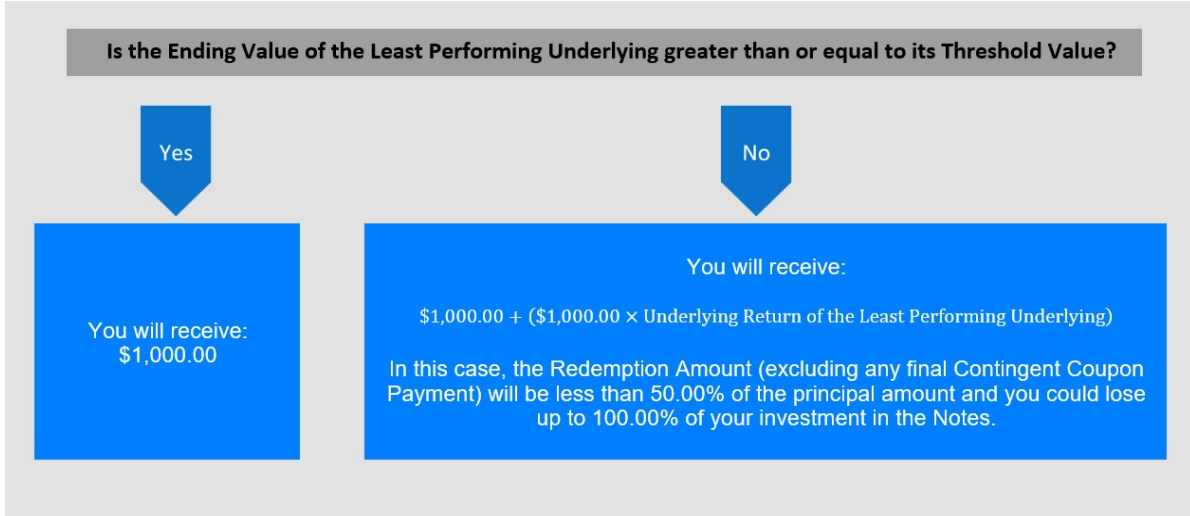 Is the Ending Value of the Least Performing Underlying greater than or equal to its Threshold Value?
Yes
No
You will receive:
$1,000.00
You will receive:
$1,000.00 + ($1,000.00 × Underlying Return of the Least Performing Underlying)
In this case, the Redemption Amount (excluding any final Contingent Coupon
Payment) will be less than 50.00% of the principal amount and you could lose
up to 100.00% of your investment in the Notes.